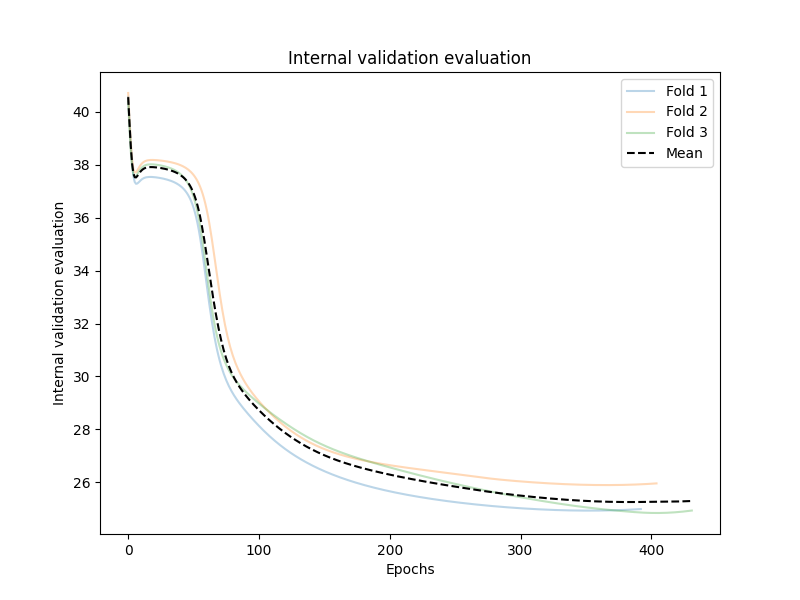 Internal validation evaluation
Fold 1
Fold 2
Fold 3
Mean
Internal validation evaluation
40
38
36
34
32
30
28
26
0 100 200 300 400
Epochs